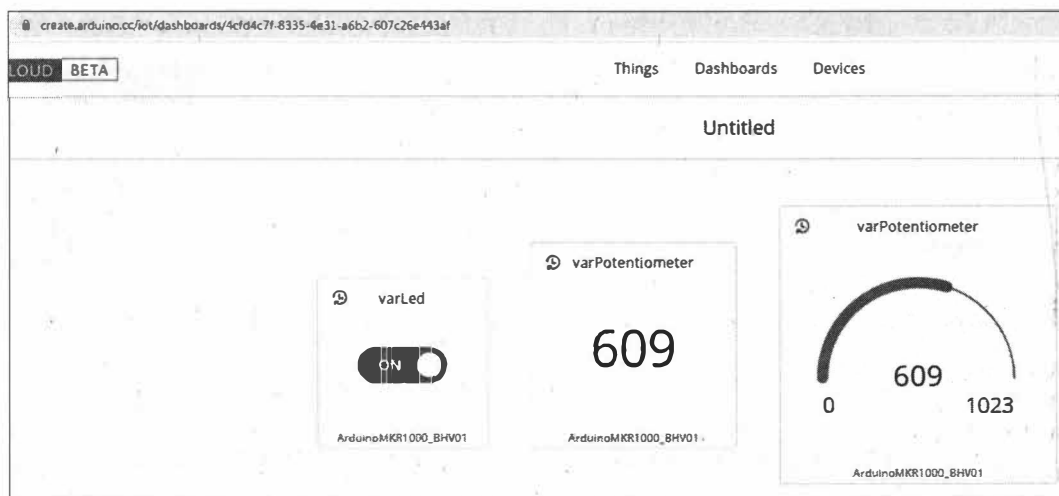 create.arduino.cc/iot/dashboards/4cfd4c7f-8335-4e31-a6b2-607c26e443af
LOUD BETA
Things Dashboards Devices
Untitled
varLed
ON
ArduinoMKR1000_BHV01
varPotentiometer
609
ArduinoMKR1000_BHV01
varPotentiometer
609
0 1023
ArduinoMKR1000_BHV01